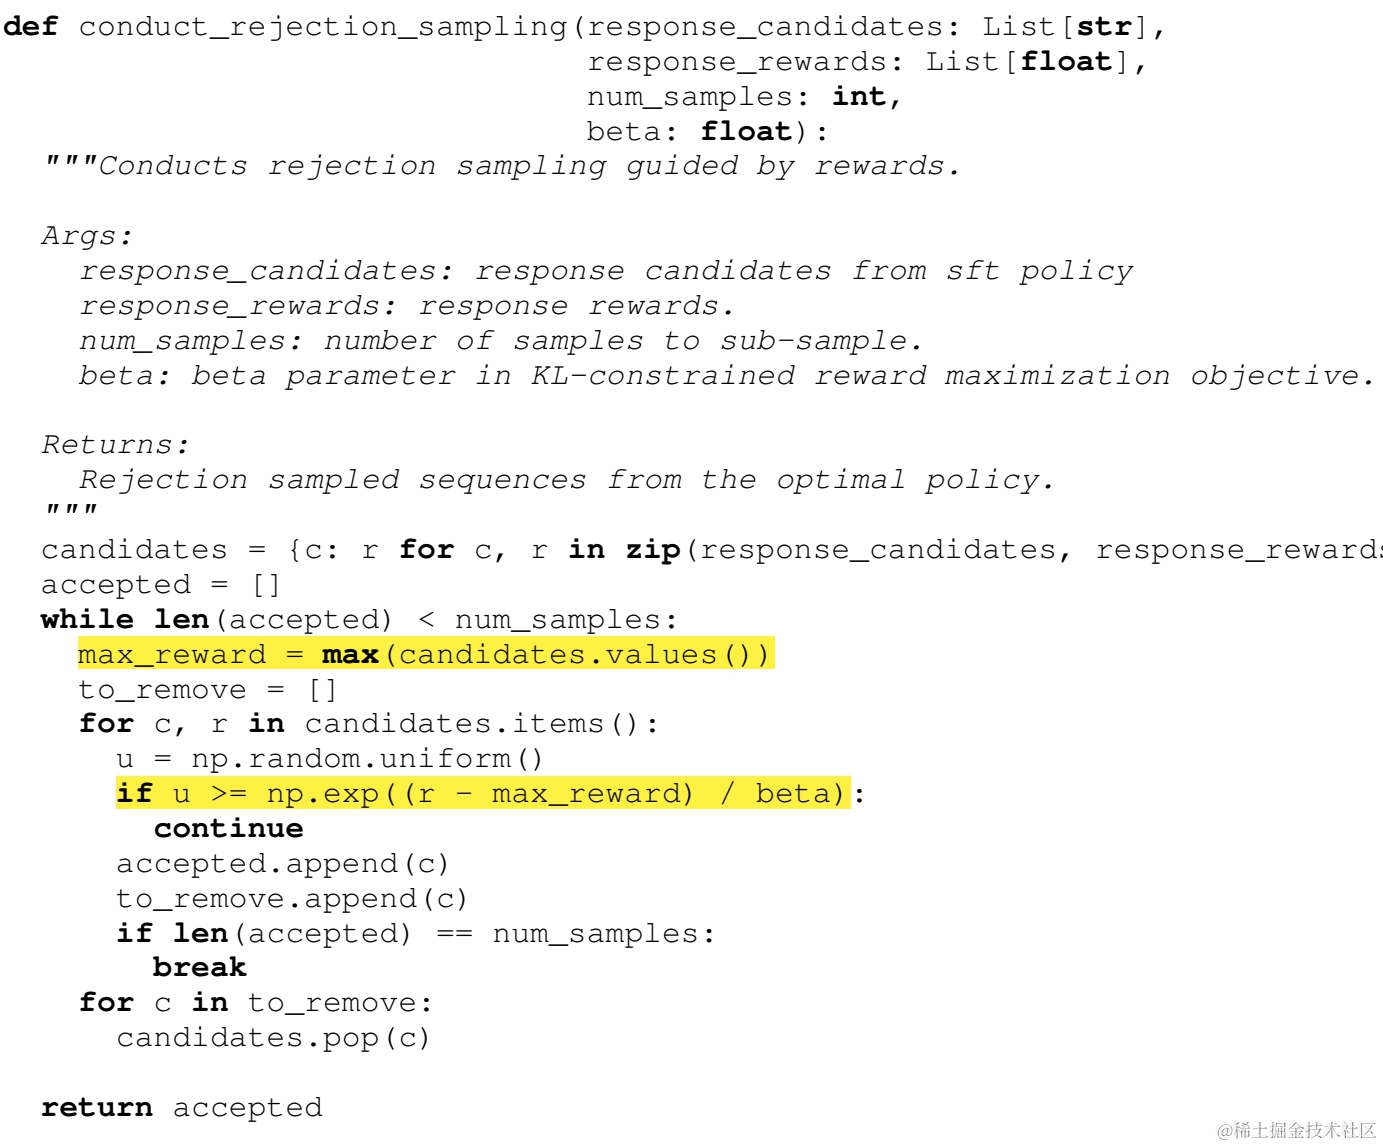 def conduct_rejection_sampling(response_candidates: List[str],
                               response_rewards: List[float],
                               num_samples: int,
                               beta: float):
  """Conducts rejection sampling guided by rewards.

  Args:
    response_candidates: response candidates from sft policy
    response_rewards: response rewards.
    num_samples: number of samples to sub-sample.
    beta: beta parameter in KL-constrained reward maximization objective.

  Returns:
    Rejection sampled sequences from the optimal policy.
  """
  candidates = {c: r for c, r in zip(response_candidates, response_rewards
  accepted = []
  while len(accepted) < num_samples:
    max_reward = max(candidates.values())
    to_remove = []
    for c, r in candidates.items():
      u = np.random.uniform()
      if u >= np.exp((r - max_reward) / beta):
        continue
      accepted.append(c)
      to_remove.append(c)
      if len(accepted) == num_samples:
        break
    for c in to_remove:
      candidates.pop(c)

  return accepted
@稀土掘金技术社区